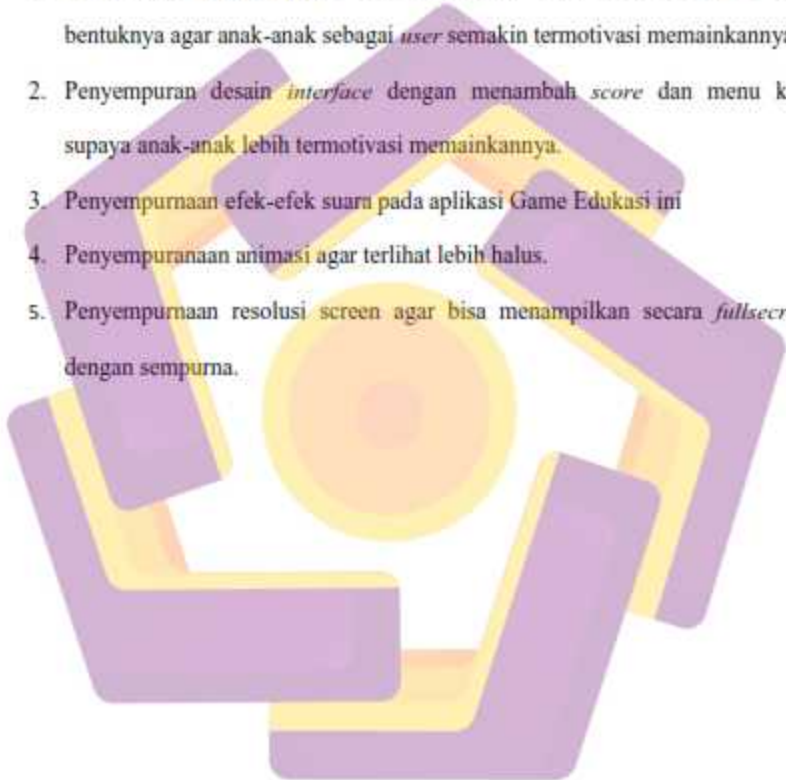 bentuknya agar anak-anak sebagai user semakin termotivasi memainkannya
2. Penyempuran desain interface dengan menambah score dan menu k
supaya anak-anak lebih termotivasi memainkannya.
3. Penyempurnaan efek-efek suara pada aplikasi Game Edukasi ini
4. Penyempuranaan animasi agar terlihat lebih halus.
5. Penyempurnaan resolusi screen agar bisa menampilkan secara fullsecr
dengan sempurna.